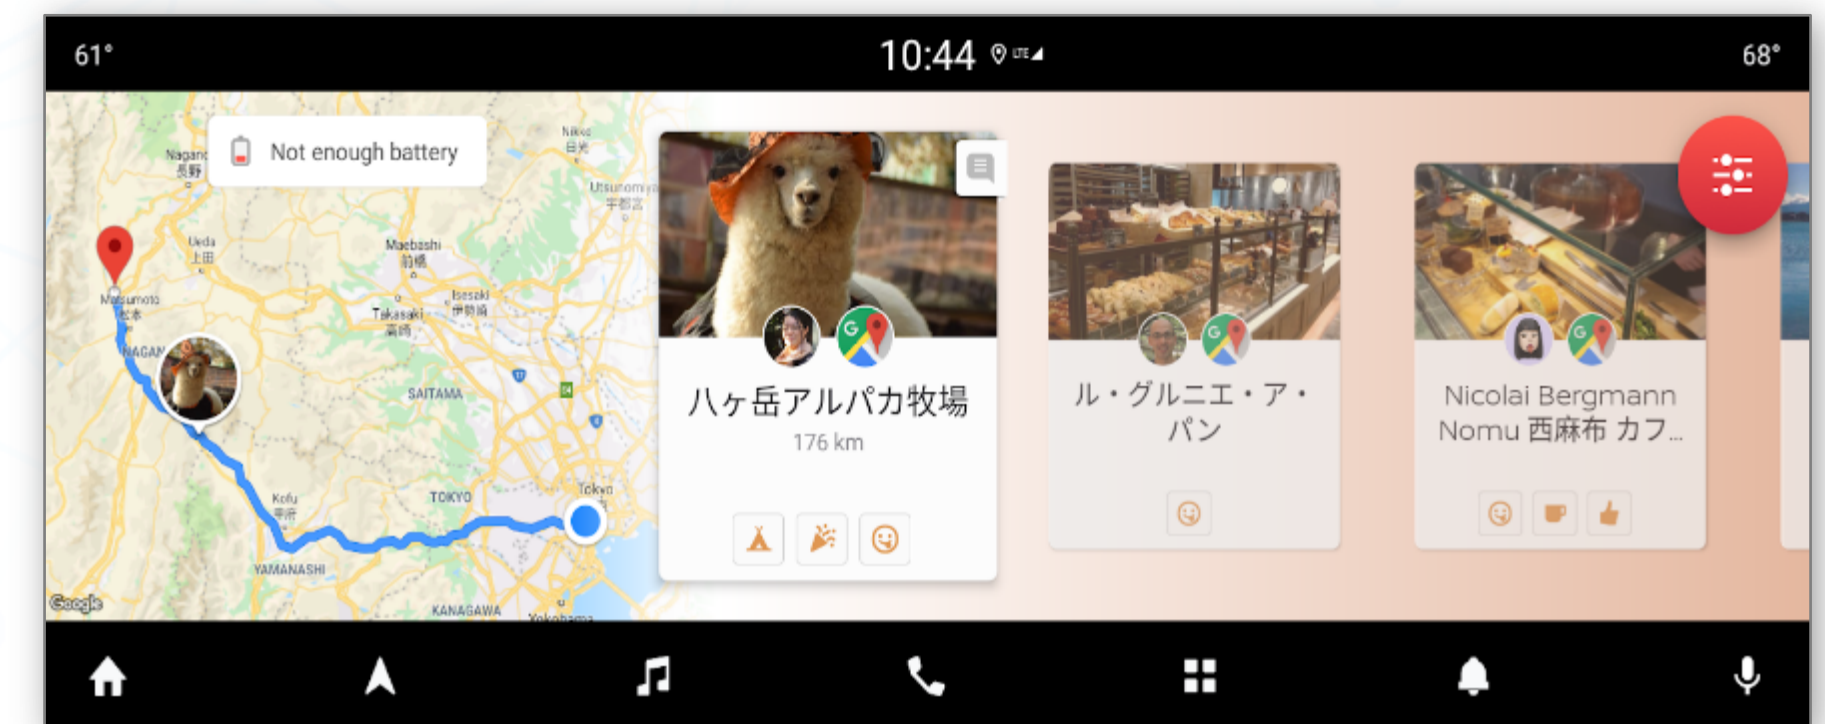 61°
10:44
LTE
68°
Not enough battery
Nikko
日光
Nagano
長野
Utsunomiya
宇都宮
Ueda
上田
Maebashi
前橋
Matsumoto
松本
Isesaki
伊勢崎
Takasaki
高崎
NAGAN
SAITAMA
Kofu
甲府
TOKYO
Tokyo
YAMANASHI
KANAGAWA
Yokohama
Google
八ヶ岳アルパカ牧場
176 km
ル・グルニエ・ア・
パン
Nicolai Bergmann
Nomu 西麻布 カフ...